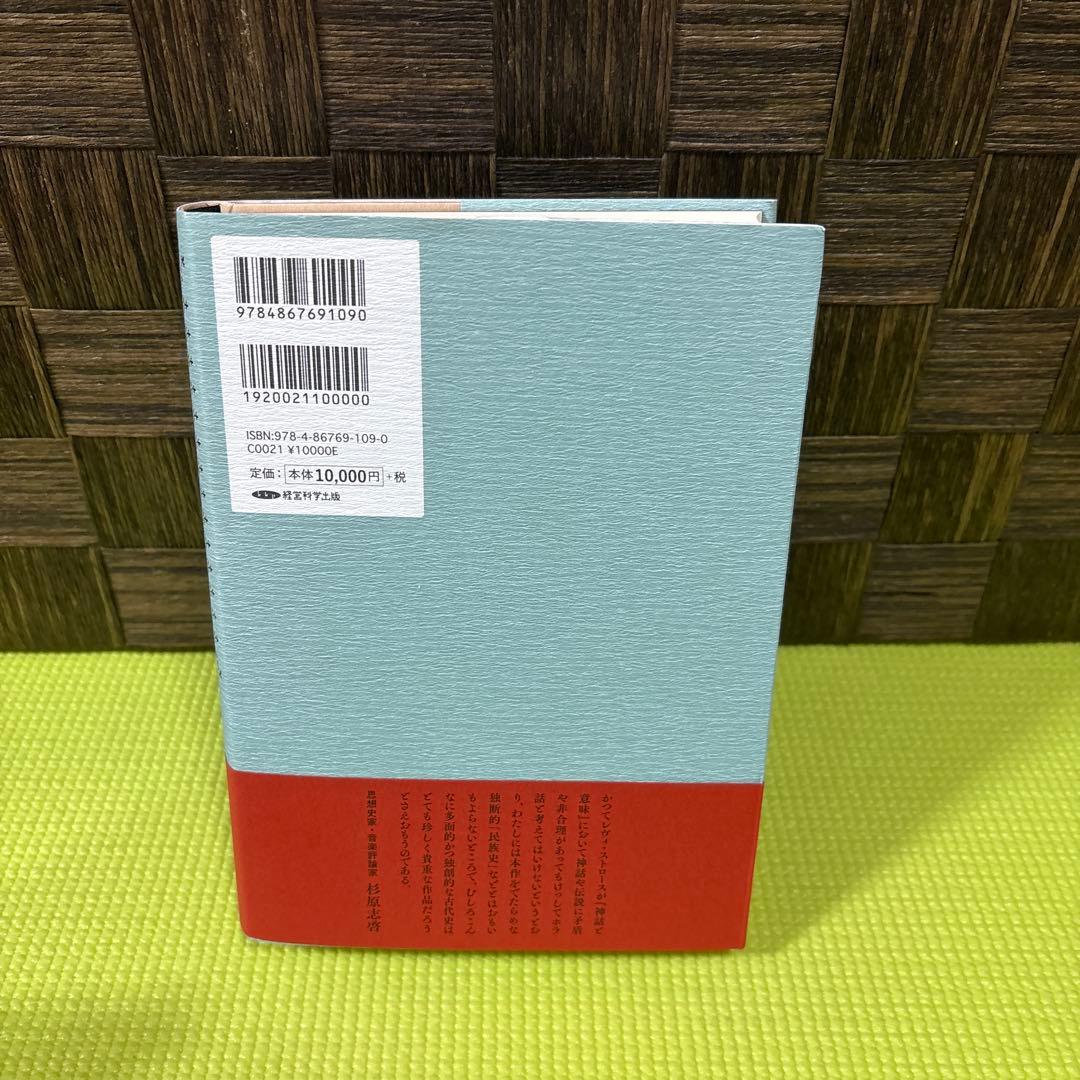 9784867691090
1920021100000
ISBN:978-4-86769-109-0
C0021 ¥10000E
定価：本体10,000円+税
経営科学出版
かつてレヴィ・ストロースが「神話と
意味」において神話や伝説に矛盾
や非合理があってもけっしてホラ
話と考えてはいけないというとお
り、わたしには本作をでたらめな
独断的「民族史」などとはおもい
もよらないどころで、むしろこん
なに多面的かつ独創的な古代史は
とても珍しく貴重な作品だろう
とさえおもうのである。
思想史家・音楽評論家 杉原志啓